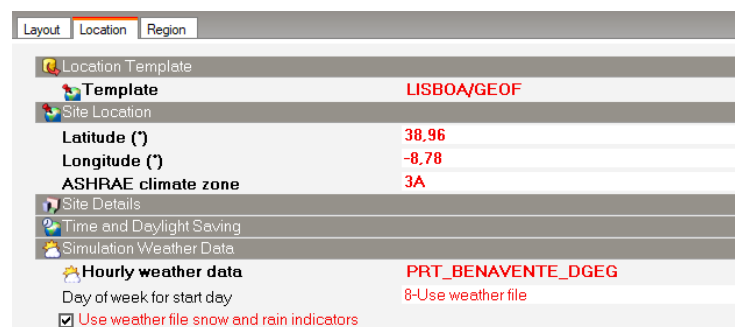 Layout Location Region
Location Template
Template LISBOA/GEOF
Site Location
Latitude (°) 38,96
Longitude (°) -8,78
ASHRAE climate zone 3A
Site Details
Time and Daylight Saving
Simulation Weather Data
Hourly weather data PRT_BENAVENTE_DGEG
Day of week for start day 8-Use weather file
Use weather file snow and rain indicators